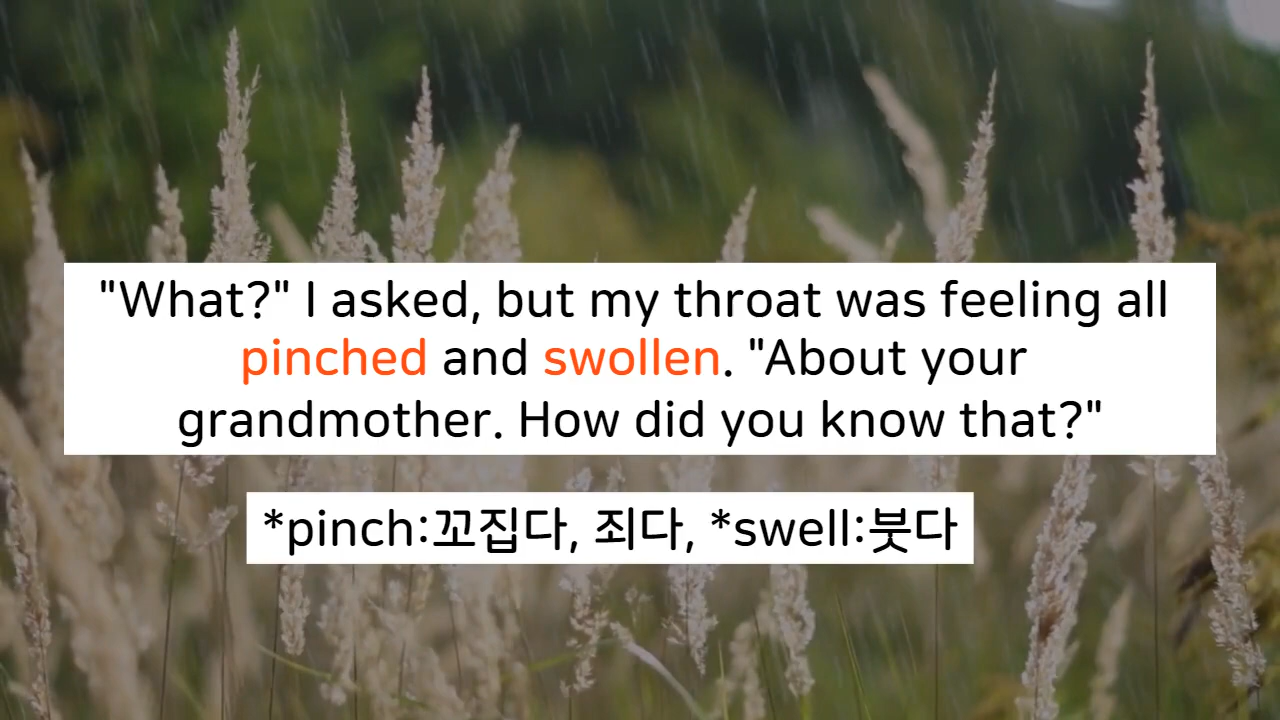 "What?" I asked, but my throat was feeling all
pinched and swollen. "About your
grandmother. How did you know that?"
*pinch:꼬집다, 죄다, *swell:붓다